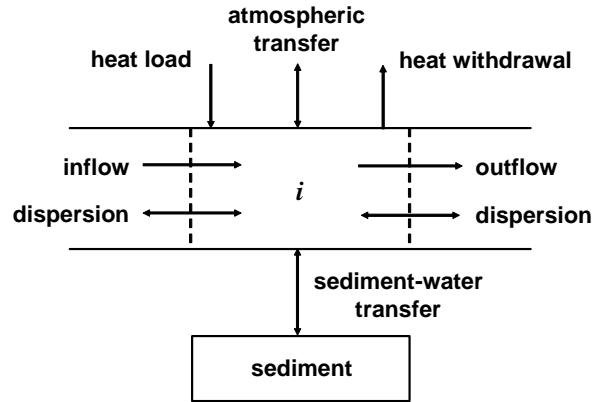 atmospheric
transfer
heat load
heat withdrawal
inflow
i
outflow
dispersion
dispersion
sediment-water
transfer
sediment